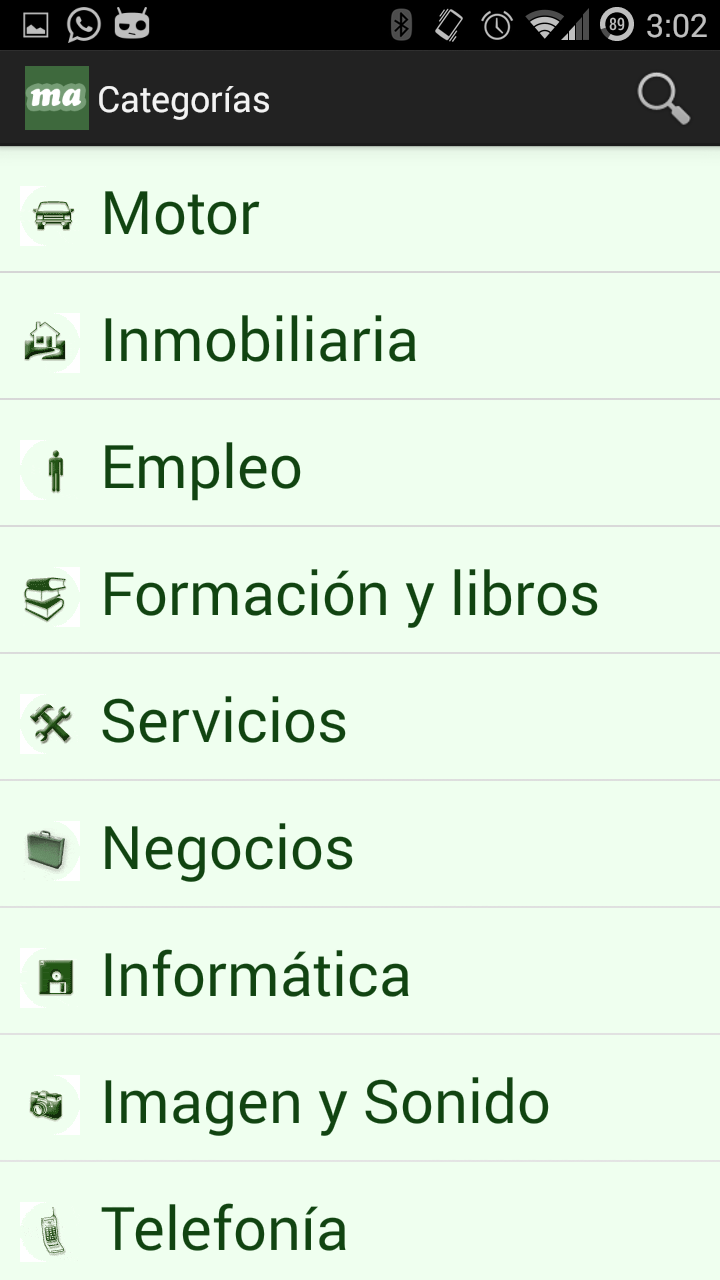 89 3:02
ma Categorías
Motor
Inmobiliaria
Empleo
Formación y libros
Servicios
Negocios
Informática
Imagen y Sonido
Telefonía